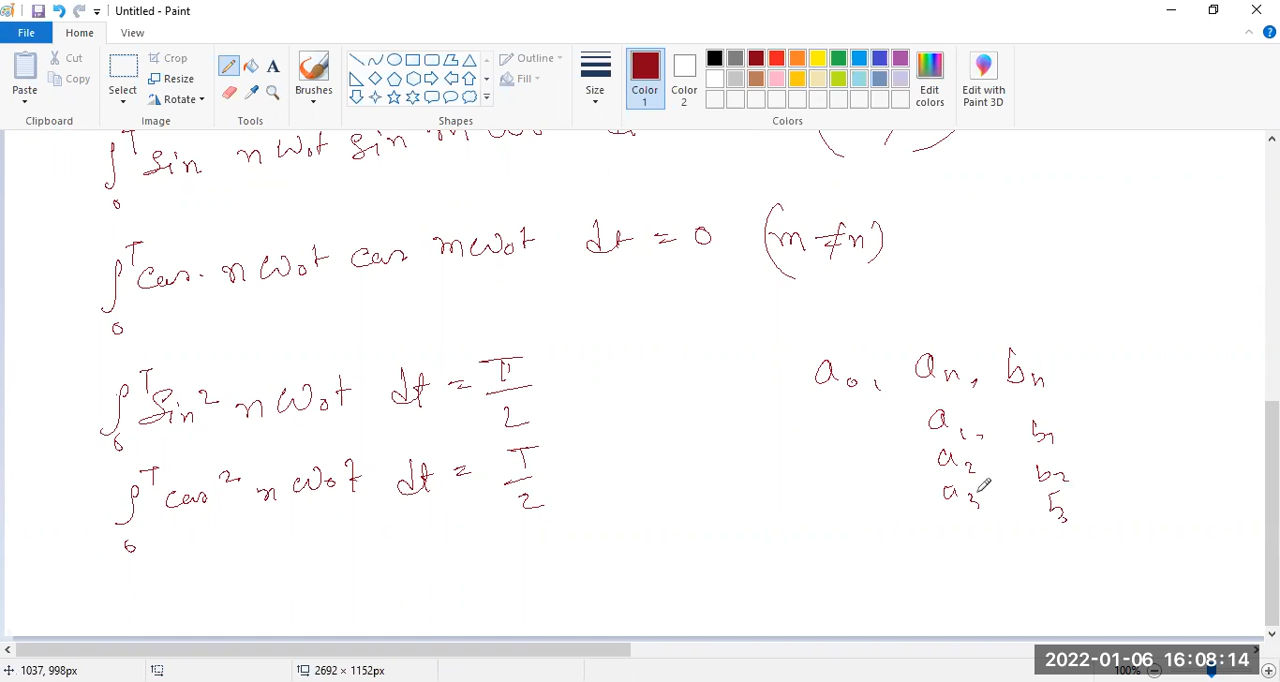 Untitled - Paint
File Home View
Paste Cut Copy Clipboard
Select Crop Resize Rotate Image
A Tools
Brushes
Outline Fill Shapes
Size
Color 1 Color 2 Edit colors Edit with Paint 3D Colors
∫₀ᵀ Sin nω₀t sin m
∫₀ᵀ cos nω₀t cos mω₀t dt = 0 (m ≠ n)
∫₀ᵀ Sin² nω₀t dt = T/2
∫₀ᵀ cos² nω₀t dt = T/2
a₀, aₙ, bₙ
a₁, b₁
a₂ b₂
a₃ b₃
1037, 998px 2692 × 1152px 100%
2022-01-06 16:08:14